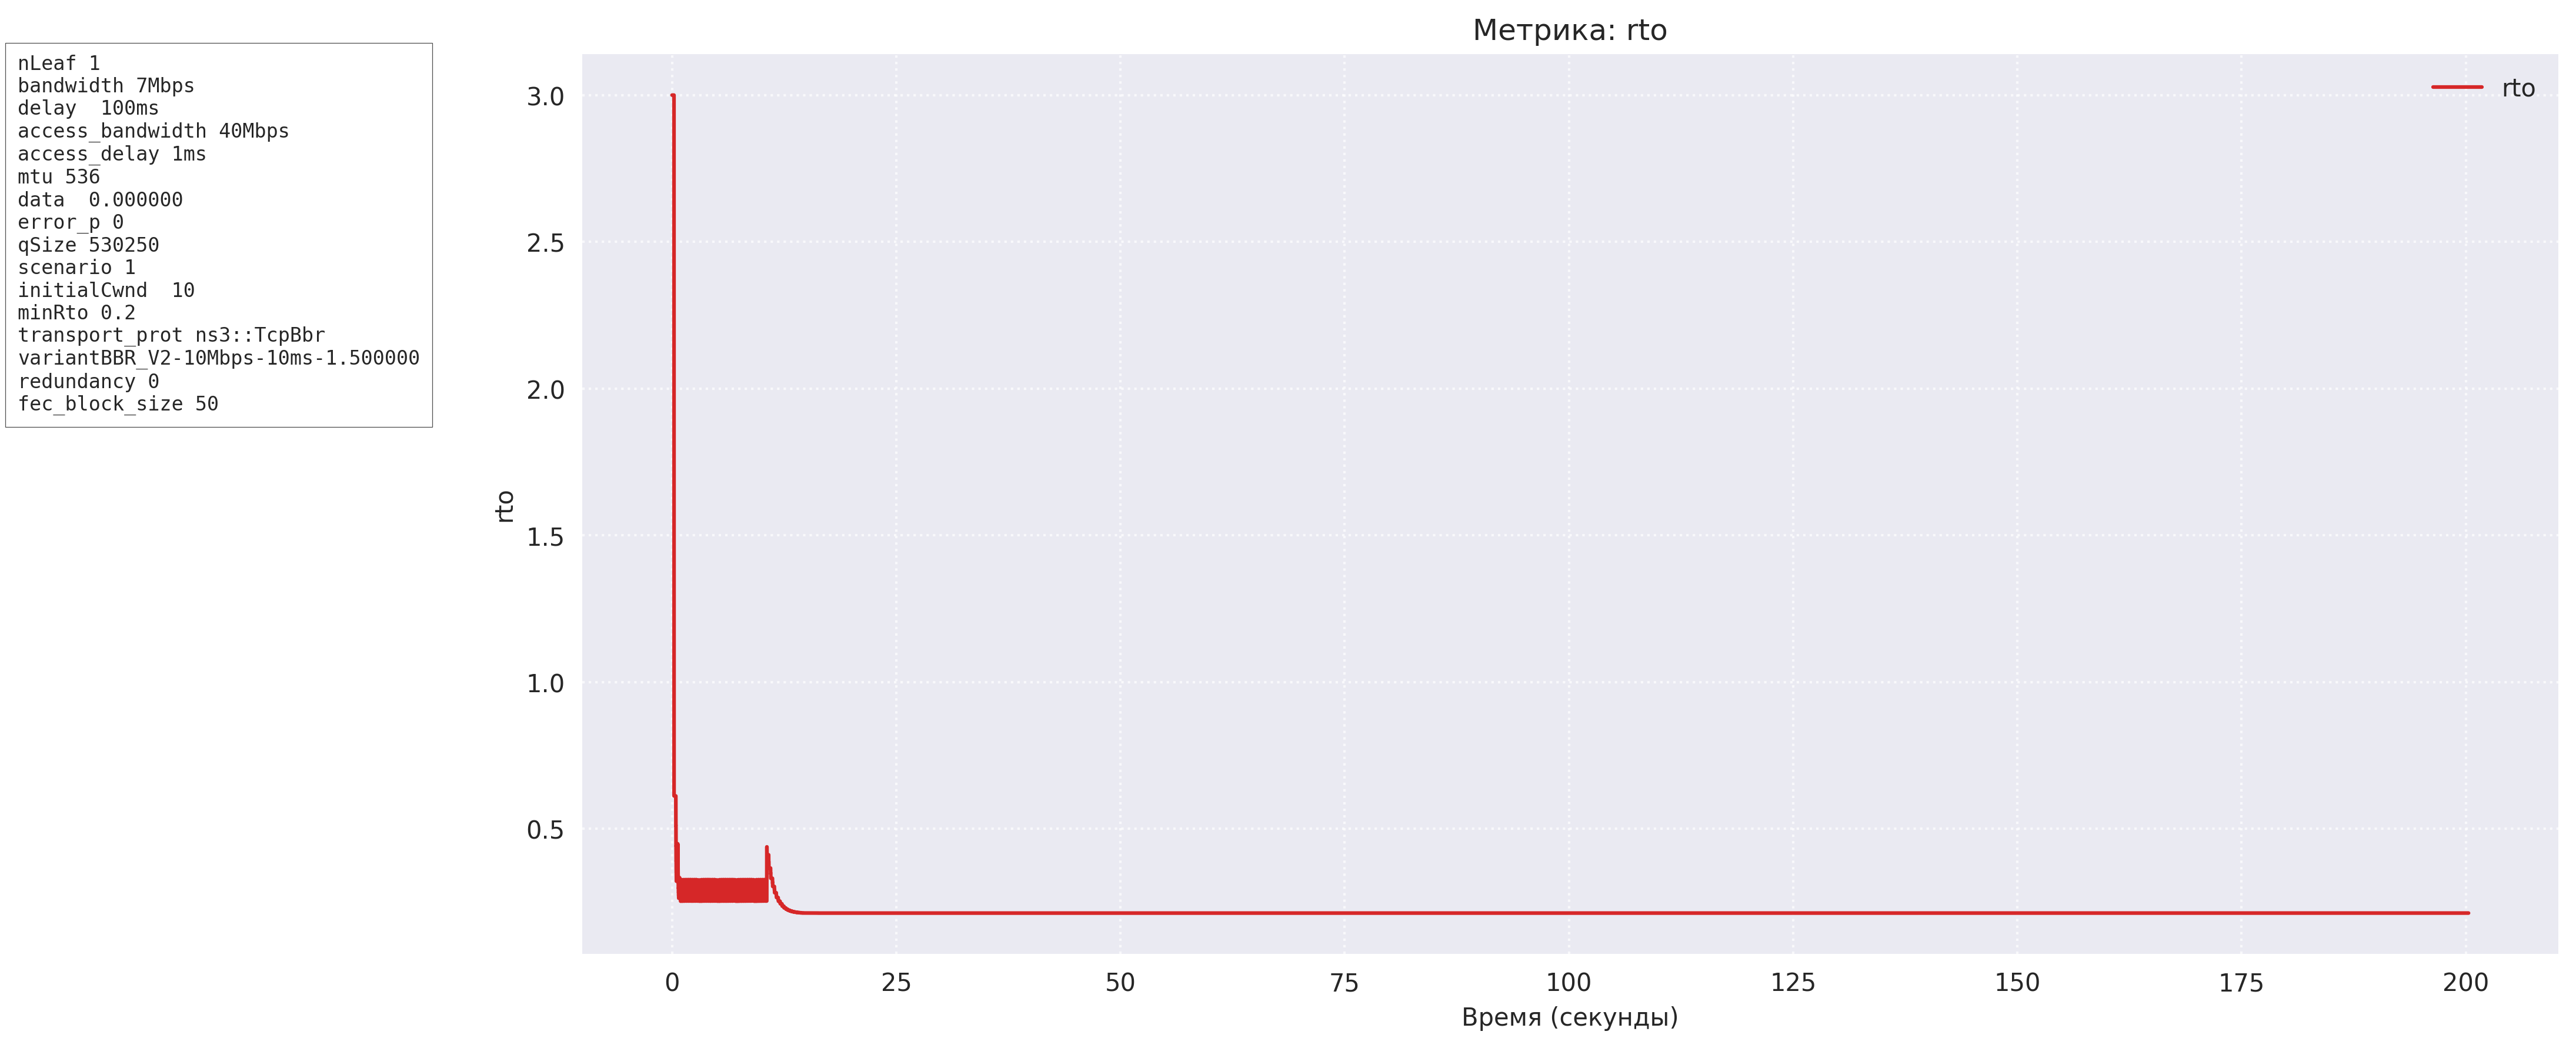 Метрика: rto
nLeaf 1
bandwidth 7Mbps
delay  100ms
access_bandwidth 40Mbps
access_delay 1ms
mtu 536
data  0.000000
error_p 0
qSize 530250
scenario 1
initialCwnd  10
minRto 0.2
transport_prot ns3::TcpBbr
variantBBR_V2-10Mbps-10ms-1.500000
redundancy 0
fec_block_size 50
rto
3.0
2.5
2.0
1.5
1.0
0.5
rto
0 25 50 75 100 125 150 175 200
Время (секунды)